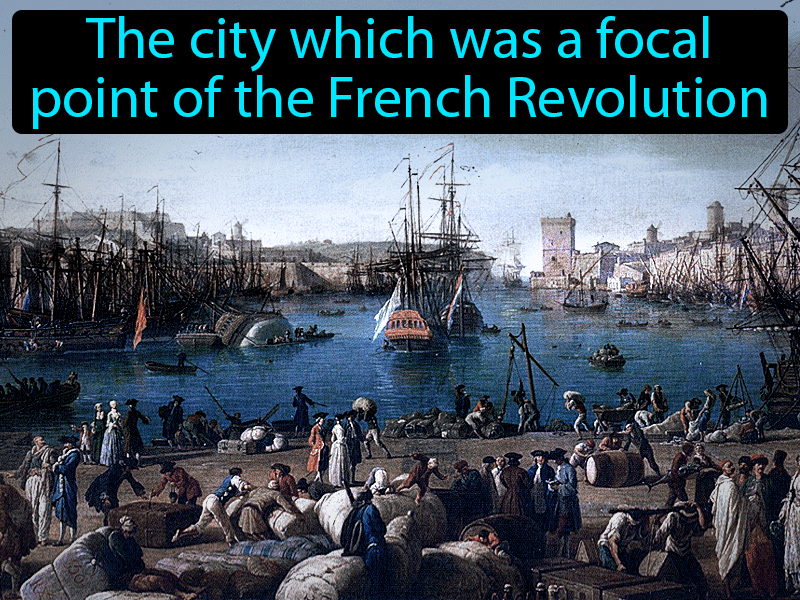 The city which was a focal
point of the French Revolution